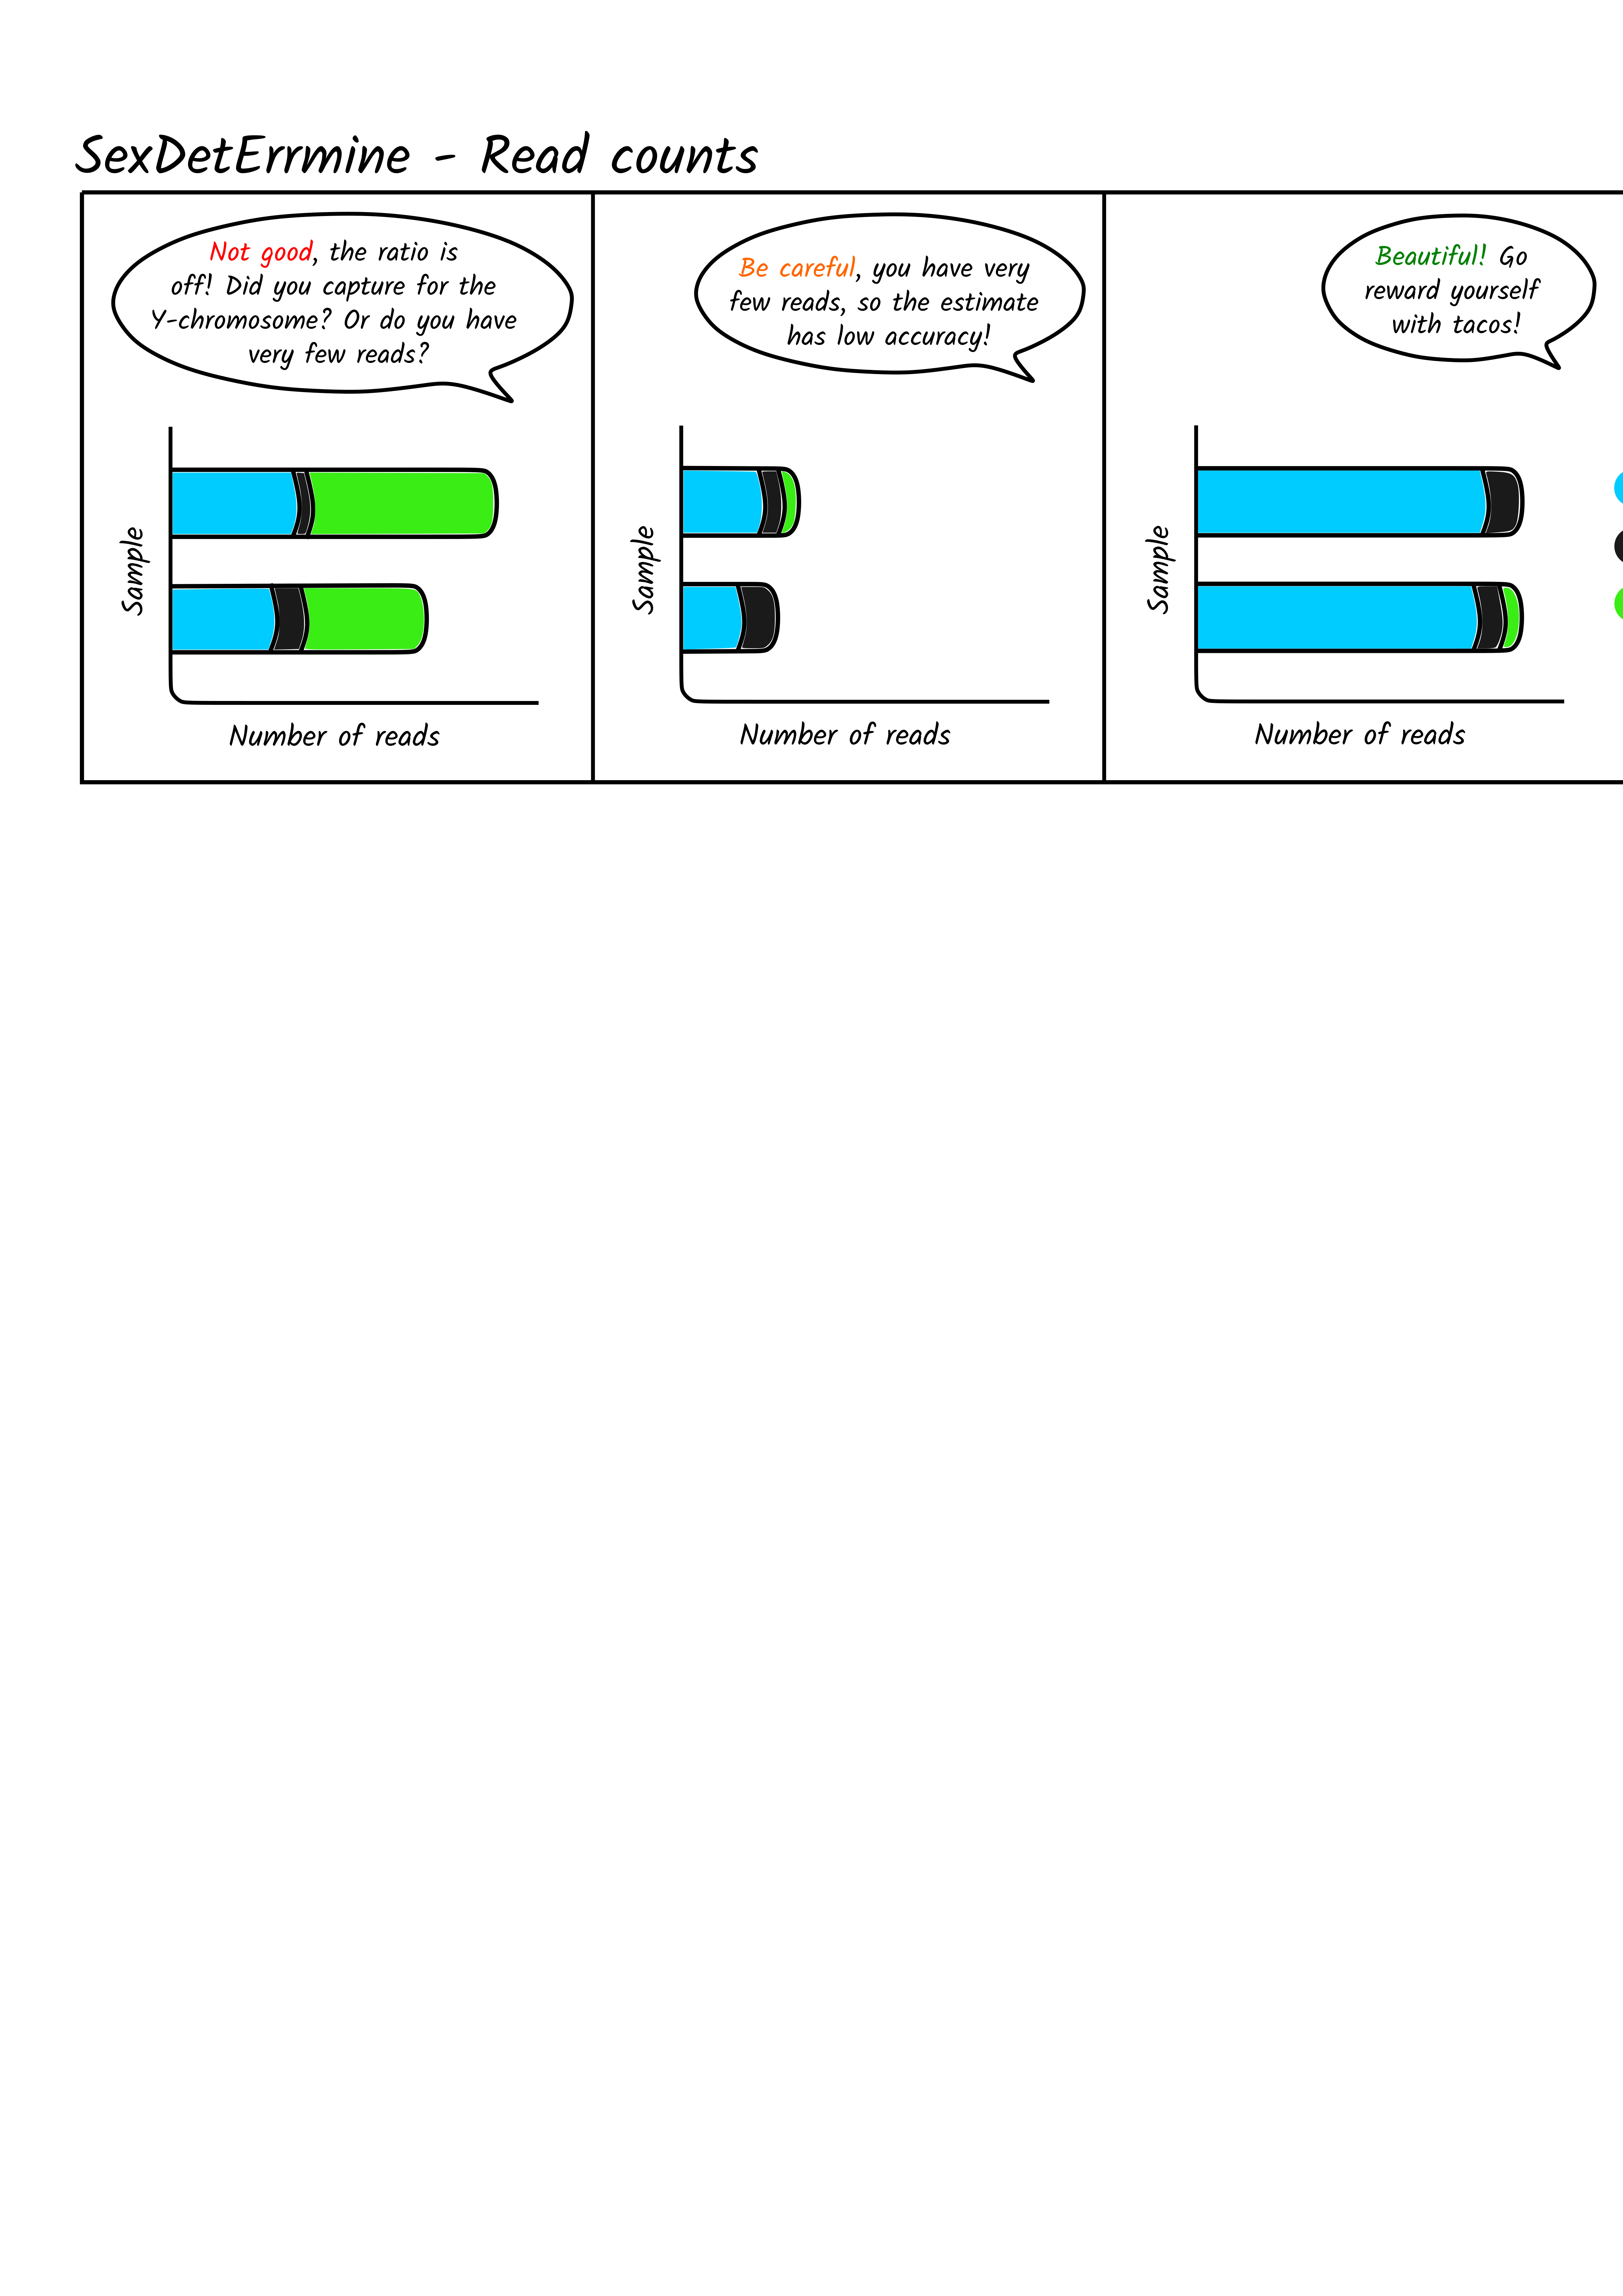 SexDetErrmine - Read counts
Not good, the ratio is
off! Did you capture for the
Y-chromosome? Or do you have
very few reads?
Sample
Number of reads
Be careful, you have very
few reads, so the estimate
has low accuracy!
Sample
Number of reads
Beautiful! Go
reward yourself
with tacos!
Sample
Number of reads